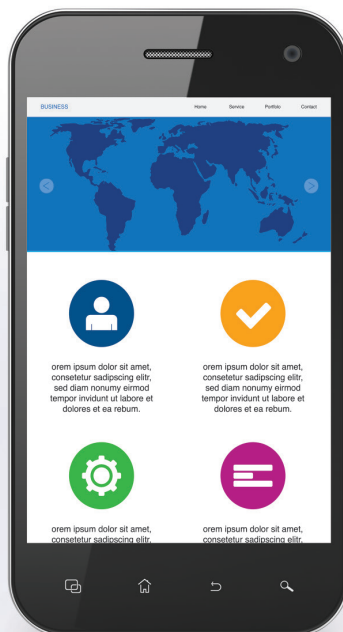 BUSINESS
Home Service Portfolio Contact
orem ipsum dolor sit amet,
consetetur sadipscing elitr,
sed diam nonumy eirmod
tempor invidunt ut labore et
dolores et ea rebum.
orem ipsum dolor sit amet,
consetetur sadipscing elitr,
sed diam nonumy eirmod
tempor invidunt ut labore et
dolores et ea rebum.
orem ipsum dolor sit amet,
consetetur sadipscing elitr,
orem ipsum dolor sit amet,
consetetur sadipscing elitr,